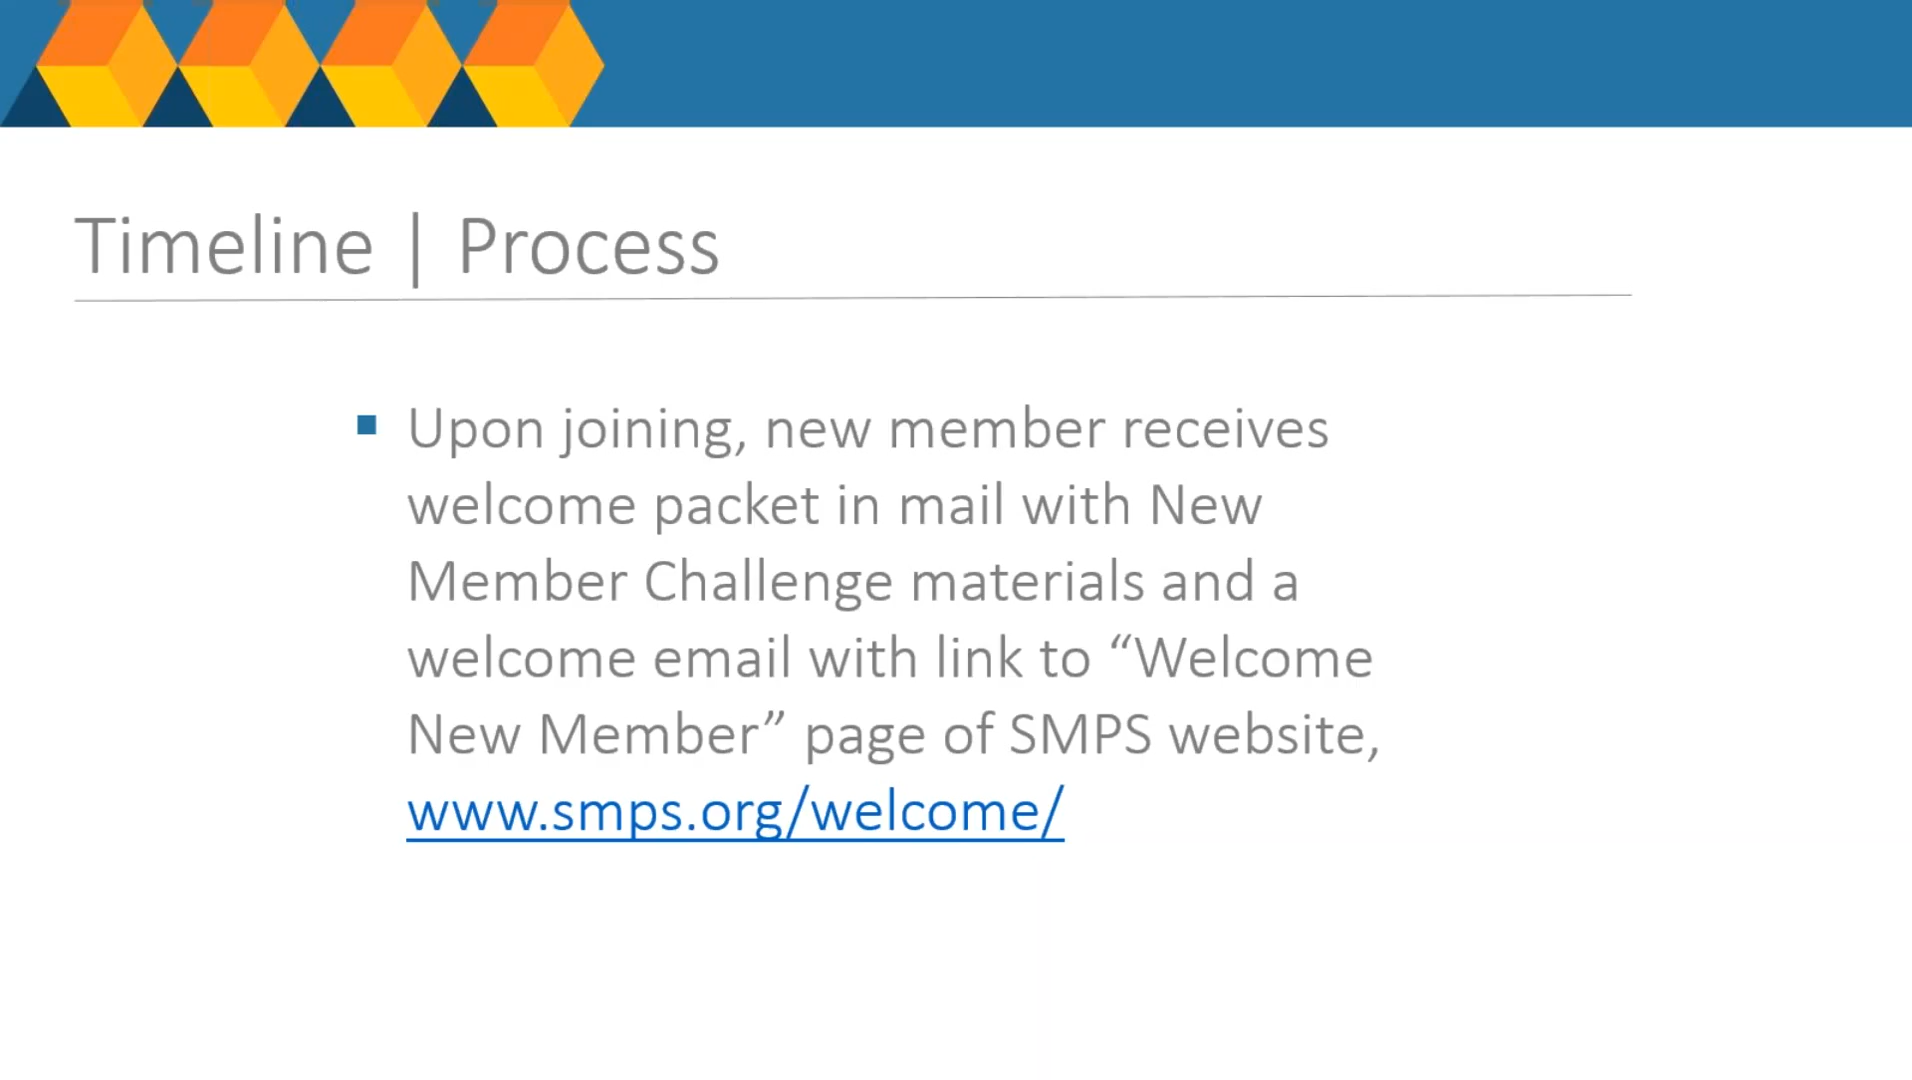 Timeline | Process
Upon joining, new member receives
welcome packet in mail with New
Member Challenge materials and a
welcome email with link to “Welcome
New Member” page of SMPS website,
www.smps.org/welcome/